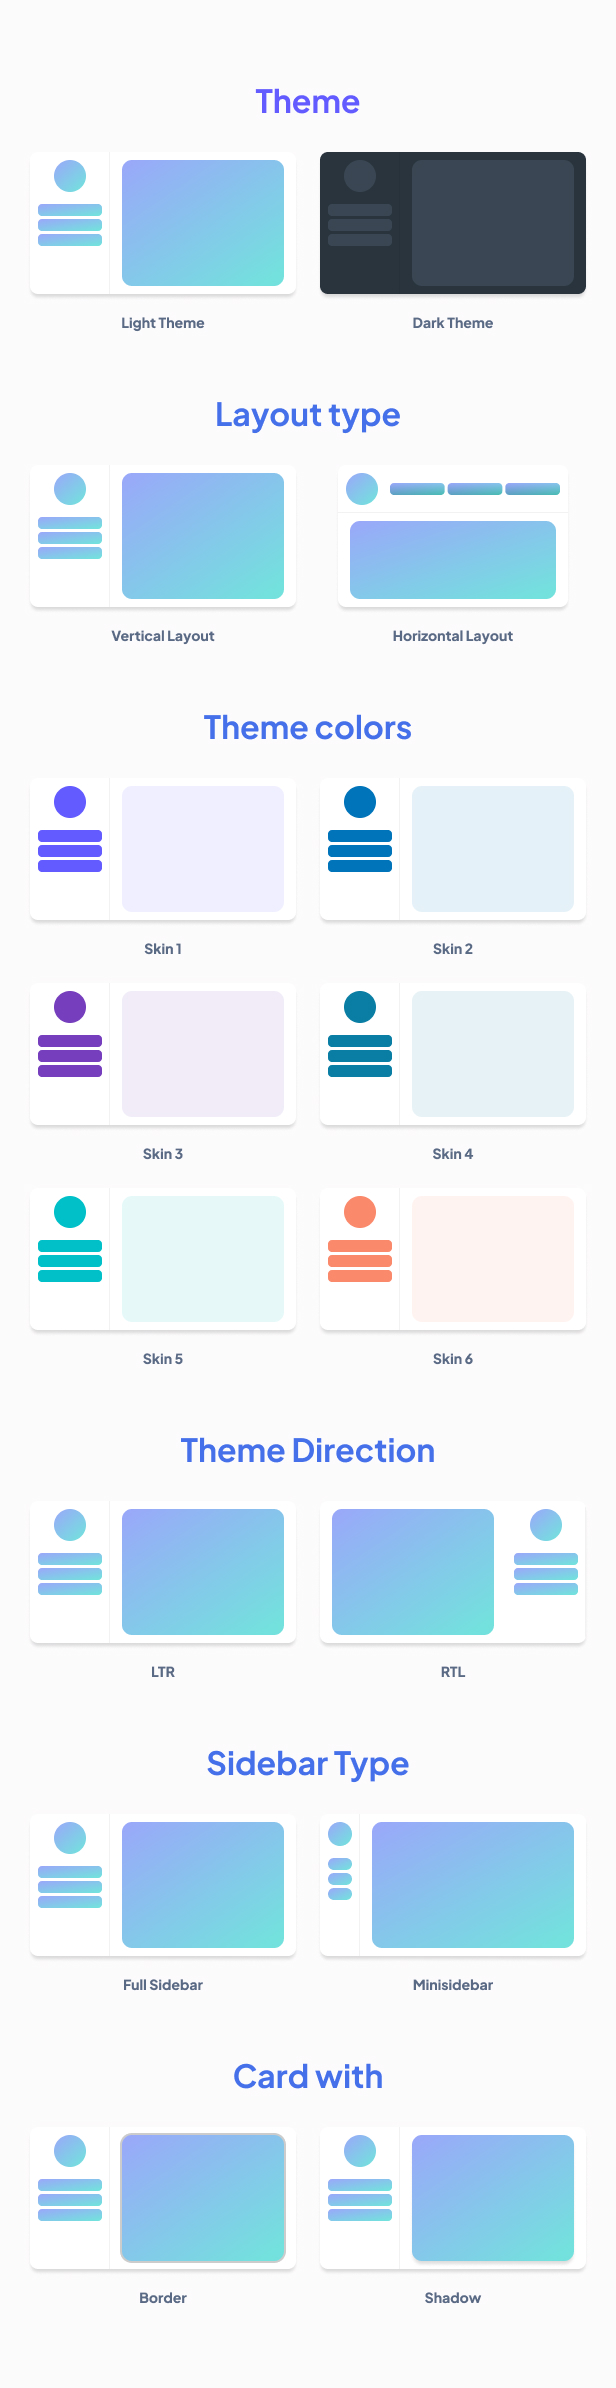 Theme
Light Theme
Dark Theme
Layout type
Vertical Layout
Horizontal Layout
Theme colors
Skin 1
Skin 2
Skin 3
Skin 4
Skin 5
Skin 6
Theme Direction
LTR
RTL
Sidebar Type
Full Sidebar
Minisidebar
Card with
Border
Shadow